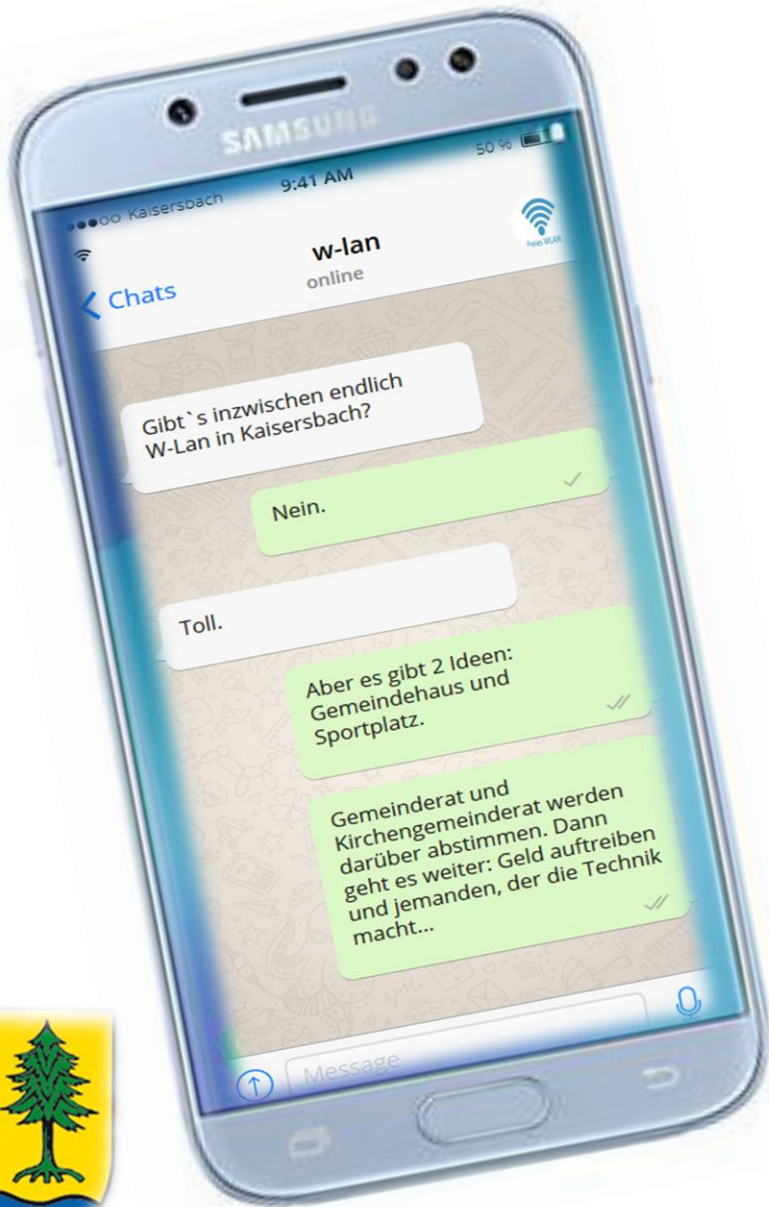 SAMSUNG
●●●○○ Kaisersbach 9:41 AM 50 %
Chats
w-lan
online
Freies WLAN
Gibt`s inzwischen endlich
W-Lan in Kaisersbach?
Nein.
Toll.
Aber es gibt 2 Ideen:
Gemeindehaus und
Sportplatz.
Gemeinderat und
Kirchengemeinderat werden
darüber abstimmen. Dann
geht es weiter: Geld auftreiben
und jemanden, der die Technik
macht...
Message